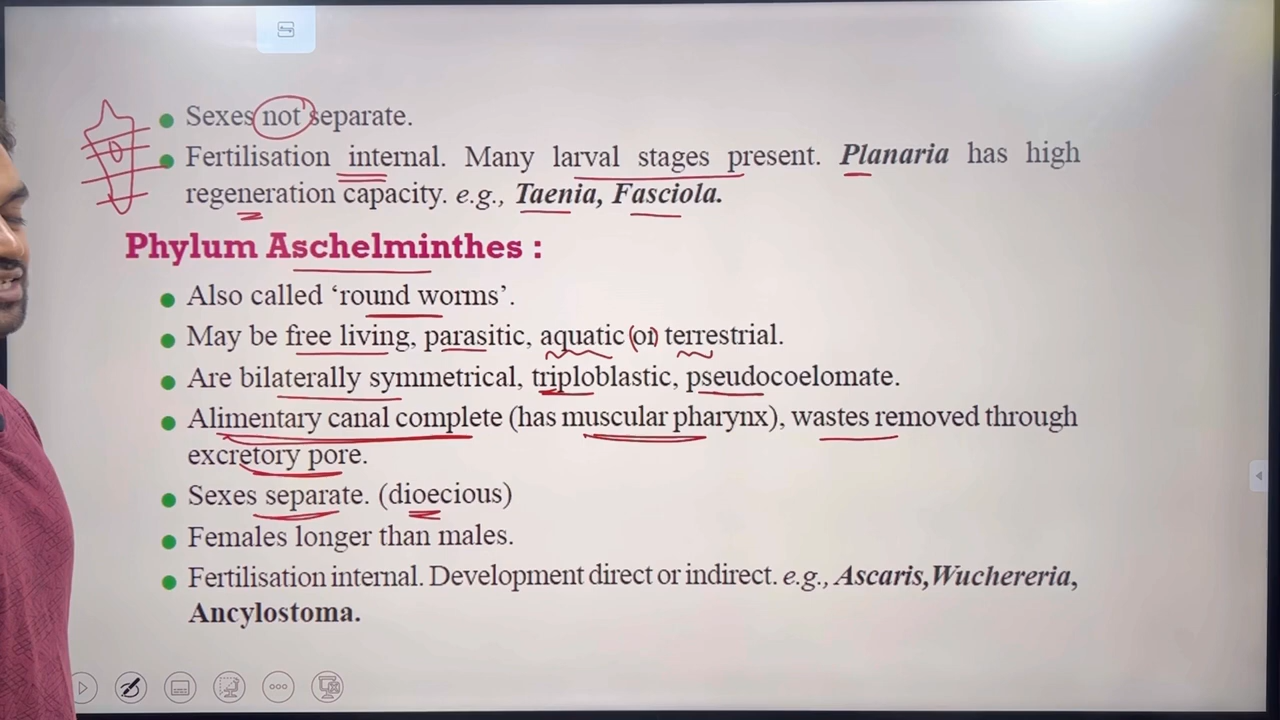 Sexes not separate.
Fertilisation internal. Many larval stages present. Planaria has high
regeneration capacity. e.g., Taenia, Fasciola.
Phylum Aschelminthes :
Also called ‘round worms’.
May be free living, parasitic, aquatic (or) terrestrial.
Are bilaterally symmetrical, triploblastic, pseudocoelomate.
Alimentary canal complete (has muscular pharynx), wastes removed through
excretory pore.
Sexes separate. (dioecious)
Females longer than males.
Fertilisation internal. Development direct or indirect. e.g., Ascaris, Wuchereria,
Ancylostoma.